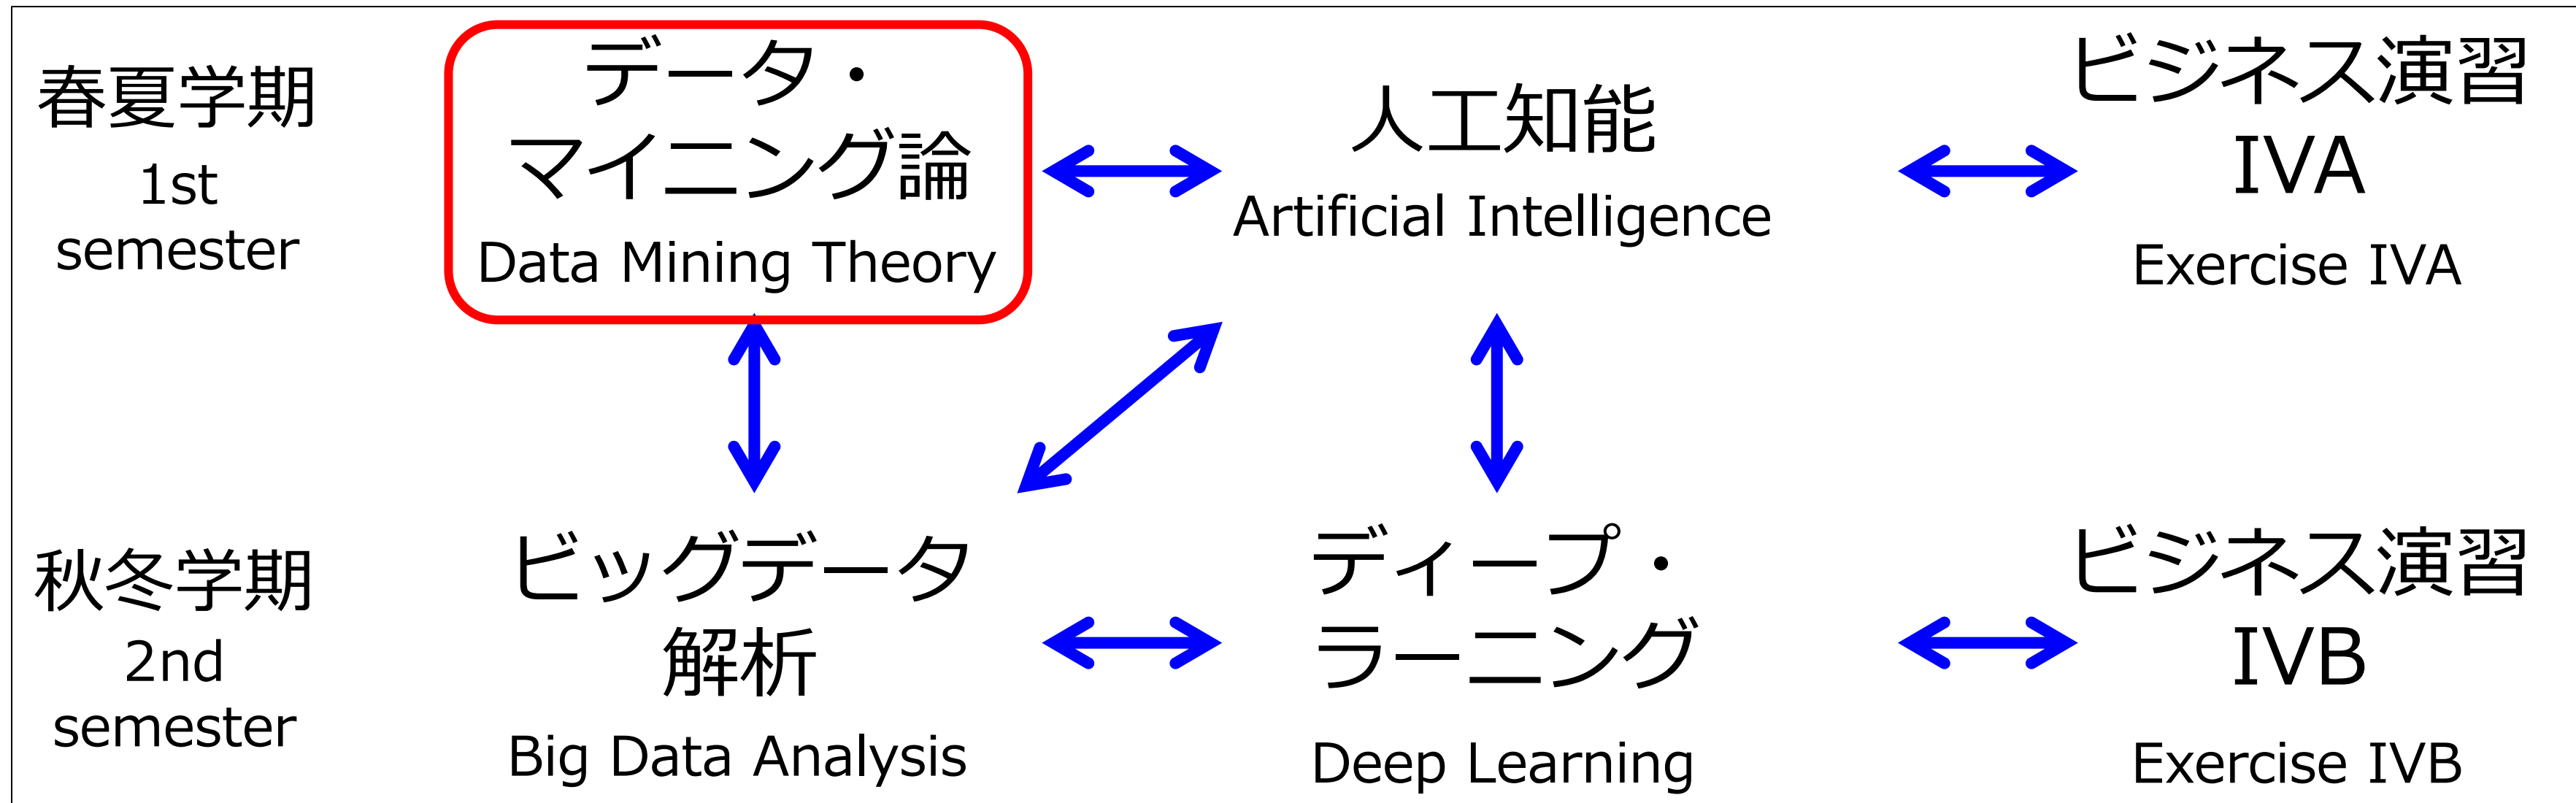 春夏学期
1st
semester
データ・
マイニング論
Data Mining Theory
人工知能
Artificial Intelligence
ビジネス演習
IVA
Exercise IVA
秋冬学期
2nd
semester
ビッグデータ
解析
Big Data Analysis
ディープ・
ラーニング
Deep Learning
ビジネス演習
IVB
Exercise IVB